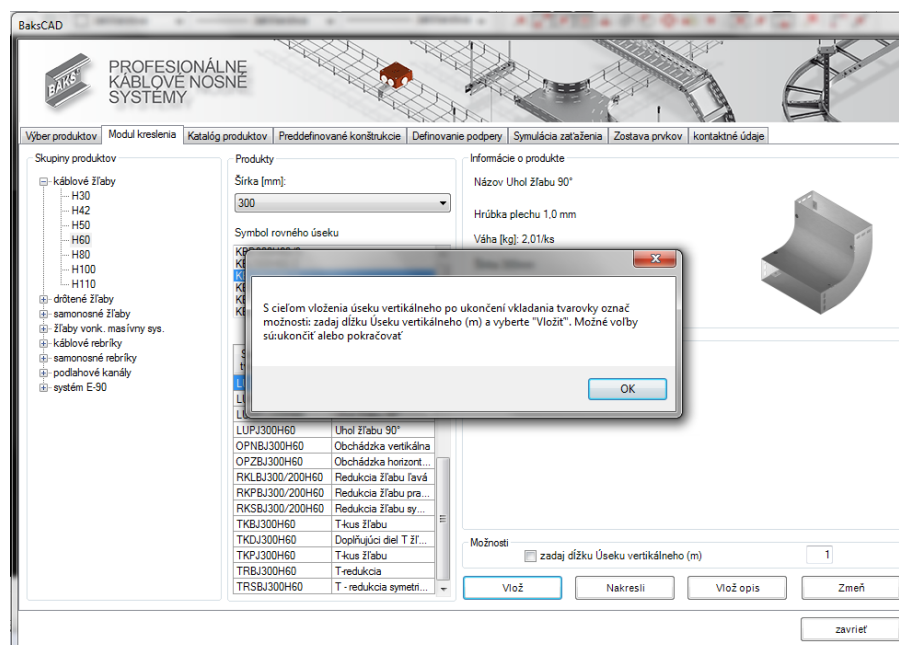 BaksCAD
BAKS
PROFESIONÁLNE
KÁBLOVÉ NOSNÉ
SYSTÉMY
Výber produktov
Modul kreslenia
Katalóg produktov
Preddefinované konštrukcie
Definovanie podpery
Symulácia zaťaženia
Zostava prvkov
kontaktné údaje
Skupiny produktov
káblové žľaby
H30
H42
H50
H60
H80
H100
H110
drôtené žľaby
samonosné žľaby
žľaby vonk. masívny sys.
káblové rebríky
samonosné rebríky
podlahové kanály
systém E-90
Produkty
Šírka [mm]:
300
Symbol rovného úseku
S cieľom vloženia úseku vertikálneho po ukončení vkladania tvarovky označ
možnosti: zadaj dĺžku Úseku vertikálneho (m) a vyberte "Vložiť". Možné voľby
sú:ukončiť alebo pokračovať
OK
LUPJ300H60 Uhol žľabu 90°
OPNBJ300H60 Obchádzka vertikálna
OPZBJ300H60 Obchádzka horizont...
RKLBJ300/200H60 Redukcia žľabu ľavá
RKPBJ300/200H60 Redukcia žľabu pra...
RKSBJ300/200H60 Redukcia žľabu sy...
TKBJ300H60 T-kus žľabu
TKDJ300H60 Doplňujúci diel T žľ...
TKPJ300H60 T-kus žľabu
TRBJ300H60 T-redukcia
TRSBJ300H60 T - redukcia symetri...
Informácie o produkte
Názov Uhol žľabu 90°
Hrúbka plechu 1,0 mm
Váha [kg]: 2,01/ks
Možnosti
zadaj dĺžku Úseku vertikálneho (m)
1
Vlož
Nakresli
Vlož opis
Zmeň
zavrieť